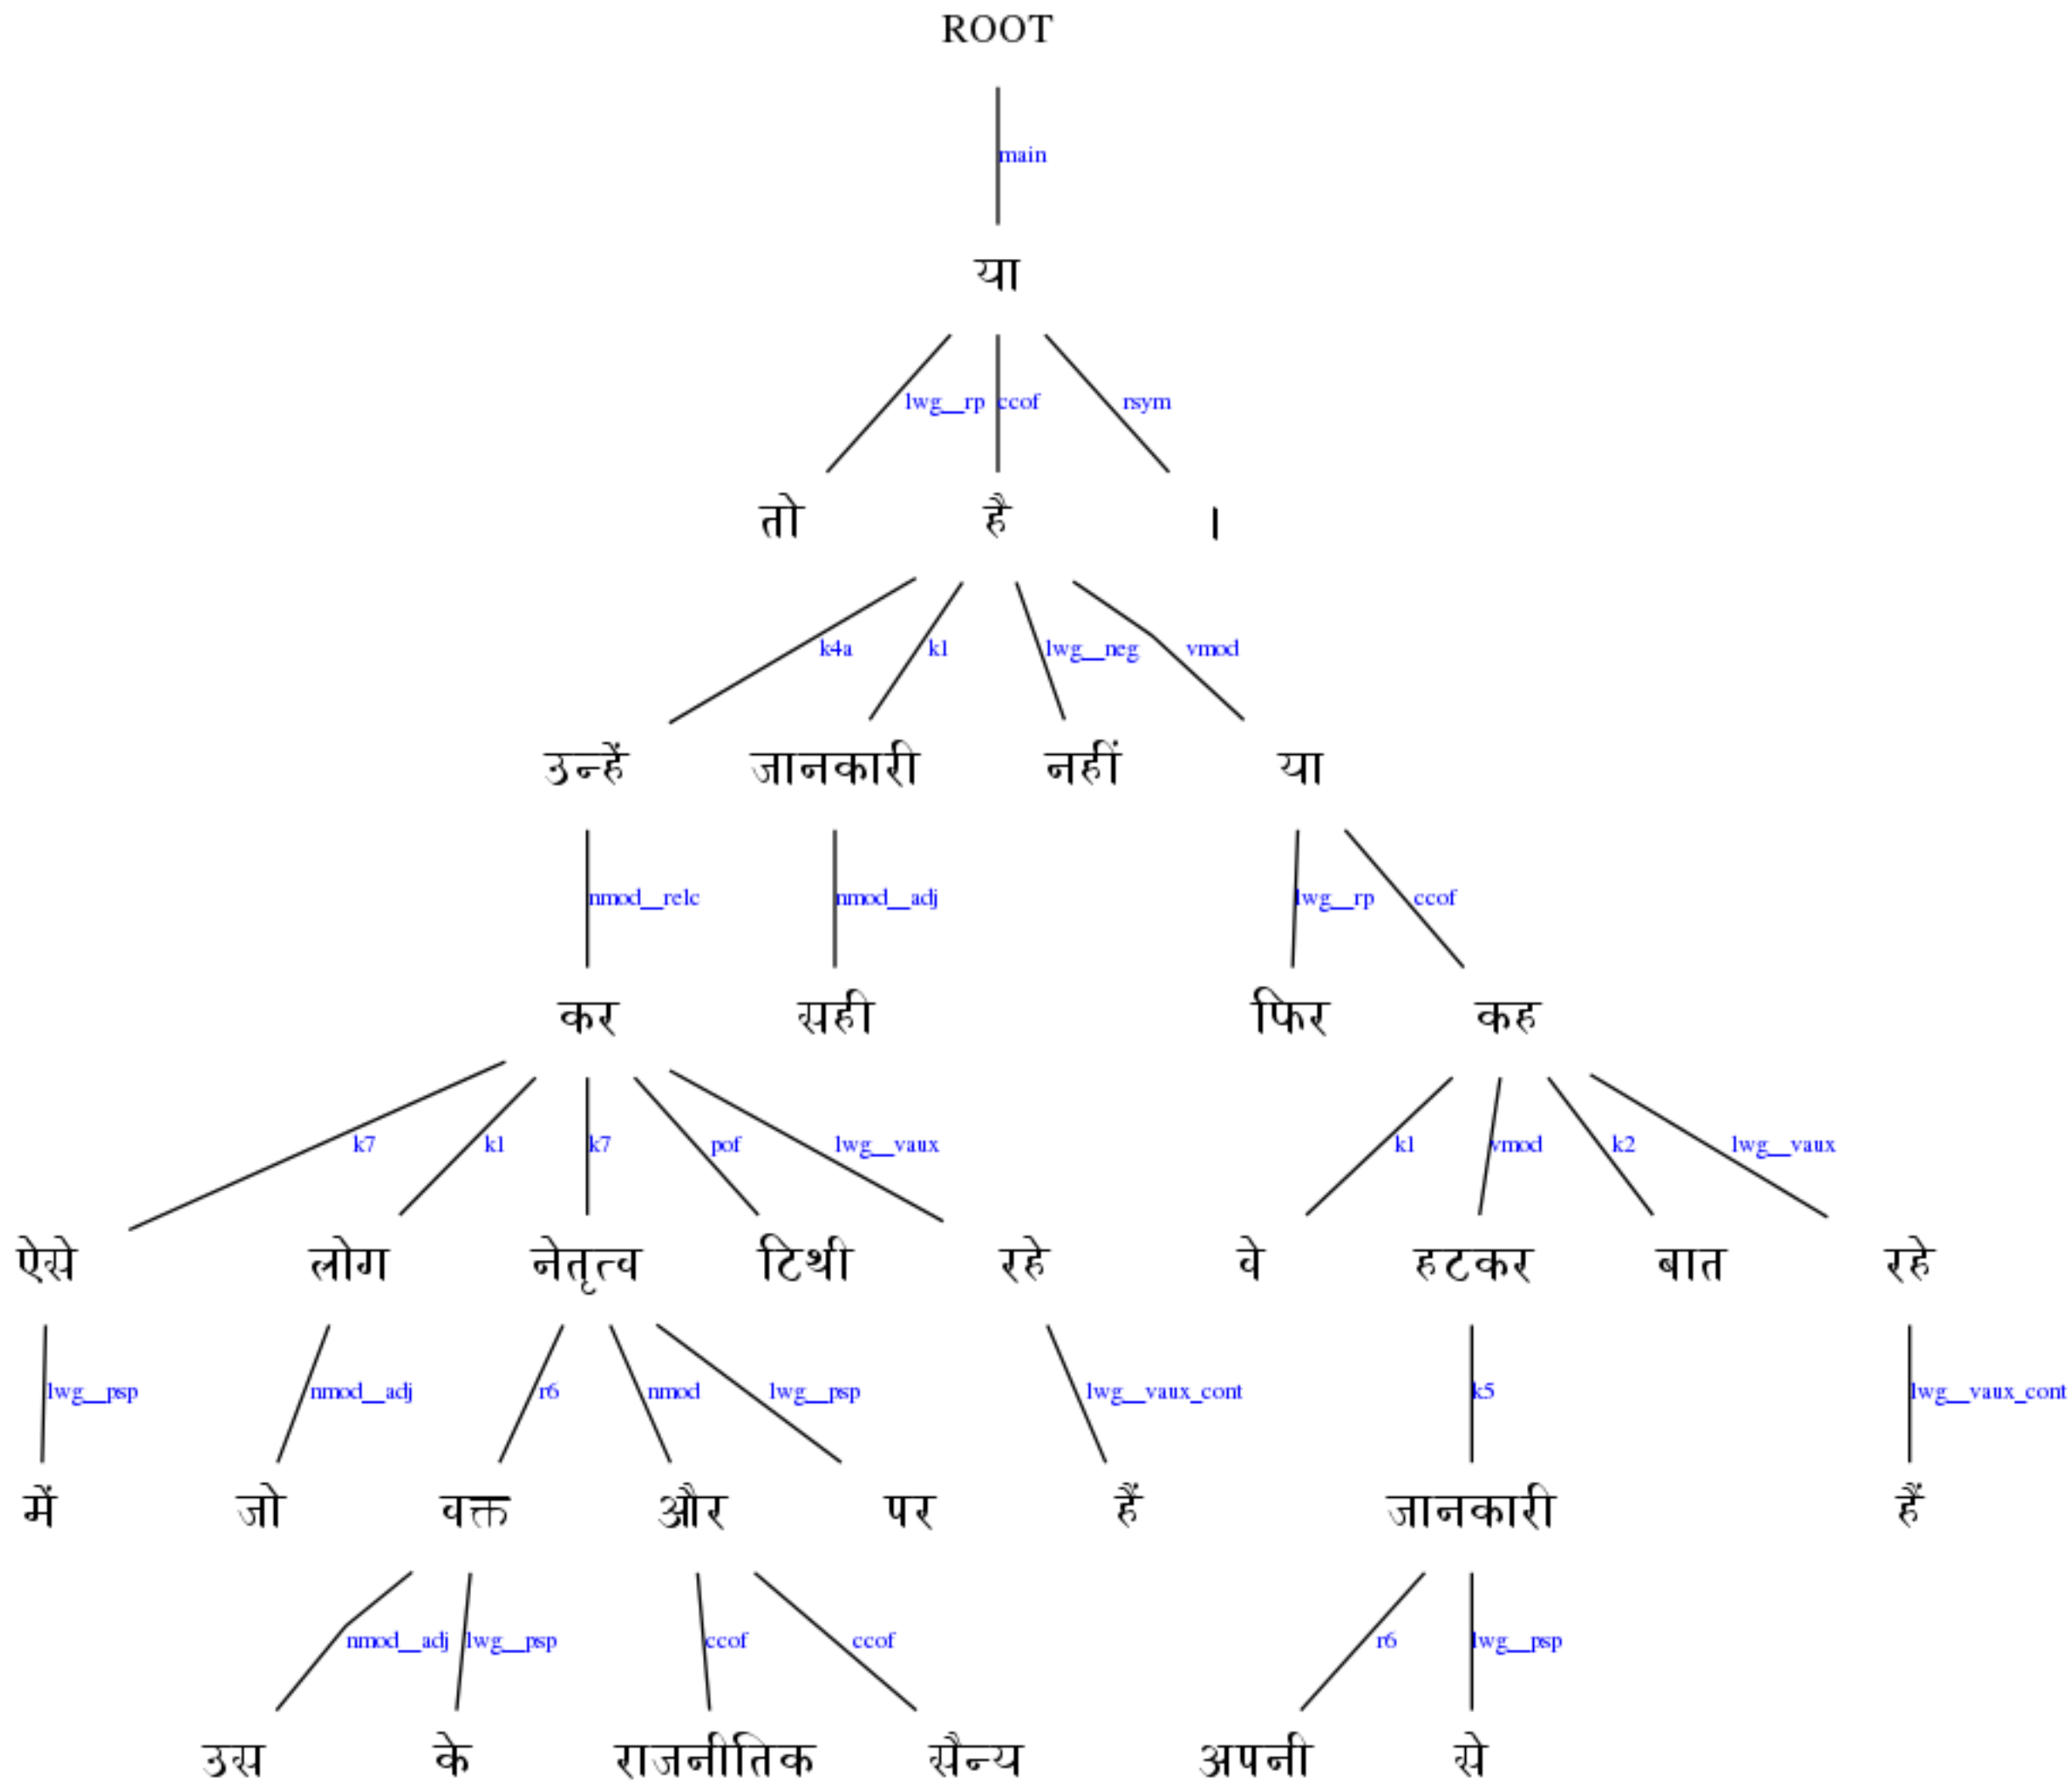 ROOT
main
या
lwg__rp ccof rsym
तो है ।
k4a k1 lwg__neg vmod
उन्हें जानकारी नहीं या
nmod__relc nmod__adj lwg__rp ccof
कर सही फिर कह
k7 k1 k7 pof lwg__vaux k1 vmod k2 lwg__vaux
ऐसे लोग नेतृत्व टिथी रहे वे हटकर बात रहे
lwg__psp nmod__adj r6 nmod lwg__psp lwg__vaux_cont k5 lwg__vaux_cont
में जो वक्त और पर हैं जानकारी हैं
nmod__adj lwg__psp ccof ccof r6 lwg__psp
उस के राजनीतिक सैन्य अपनी से